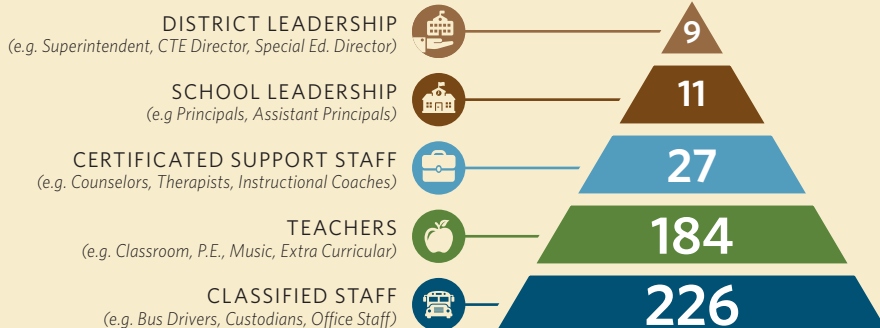 DISTRICT LEADERSHIP
(e.g. Superintendent, CTE Director, Special Ed. Director)
9
SCHOOL LEADERSHIP
(e.g Principals, Assistant Principals)
11
CERTIFICATED SUPPORT STAFF
(e.g. Counselors, Therapists, Instructional Coaches)
27
TEACHERS
(e.g. Classroom, P.E., Music, Extra Curricular)
184
CLASSIFIED STAFF
(e.g. Bus Drivers, Custodians, Office Staff)
226